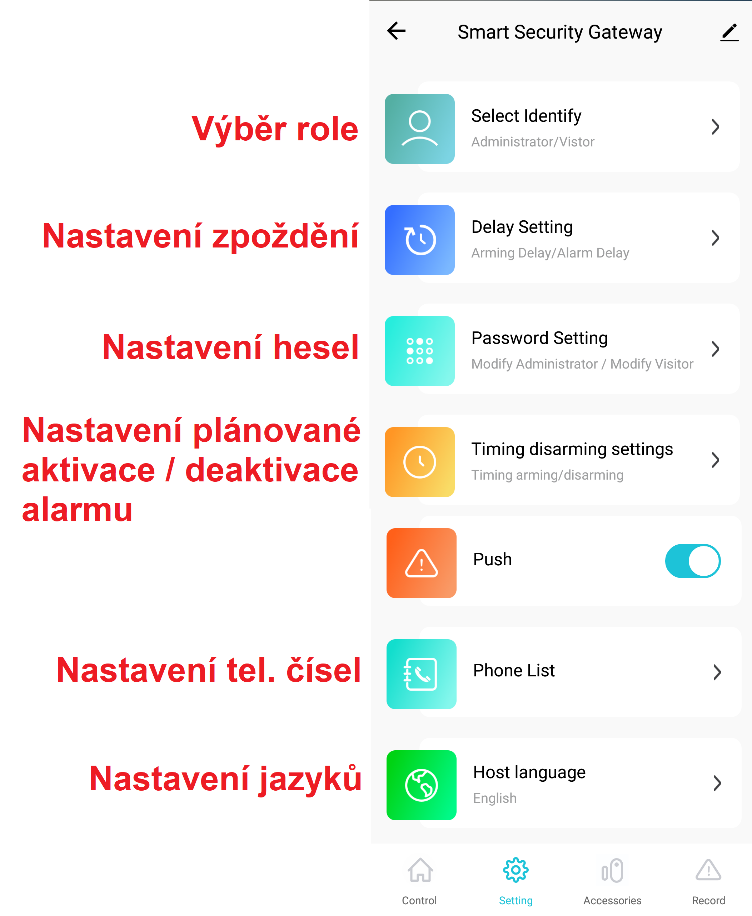 Smart Security Gateway
Výběr role
Select Identify
Administrator/Vistor
Nastavení zpoždění
Delay Setting
Arming Delay/Alarm Delay
Nastavení hesel
Password Setting
Modify Administrator / Modify Visitor
Nastavení plánované
aktivace / deaktivace
alarmu
Timing disarming settings
Timing arming/disarming
Push
Nastavení tel. čísel
Phone List
Nastavení jazyků
Host language
English
Control
Setting
Accessories
Record